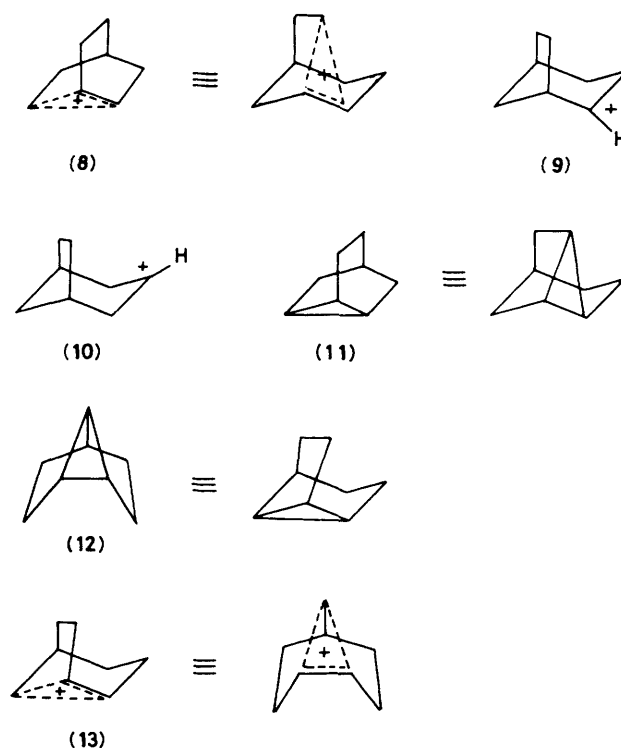 + ≡ +
(8)
+
H
(9)
+ H
(10)
≡
(11)
≡
(12)
+ ≡ +
(13)